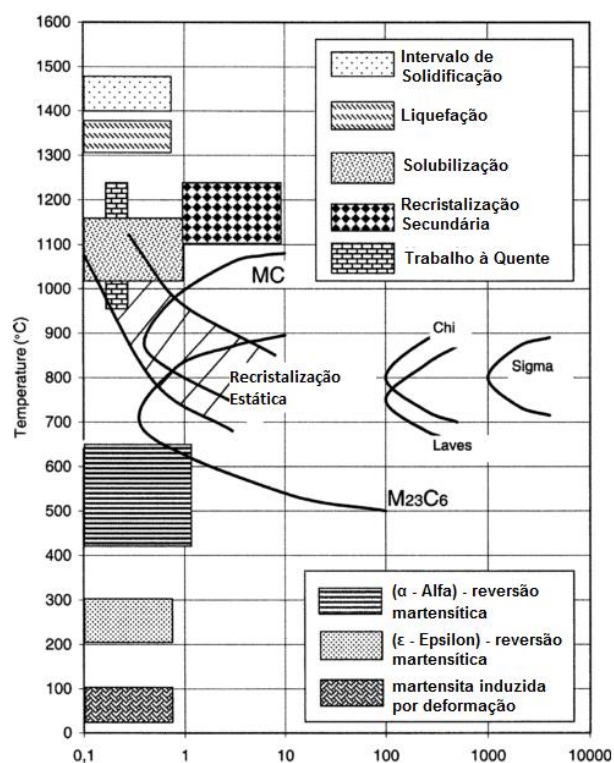 1600
1500
1400
1300
1200
1100
1000
900
800
700
600
500
400
300
200
100
0
Temperature (°C)
Intervalo de
Solidificação
Liquefação
Solubilização
Recristalização
Secundária
Trabalho à Quente
MC
Chi
Sigma
Recristalização
Estática
Laves
M23C6
(α - Alfa) - reversão
martensítica
(ε - Epsilon) - reversão
martensítica
martensita induzida
por deformação
0,1 1 10 100 1000 10000